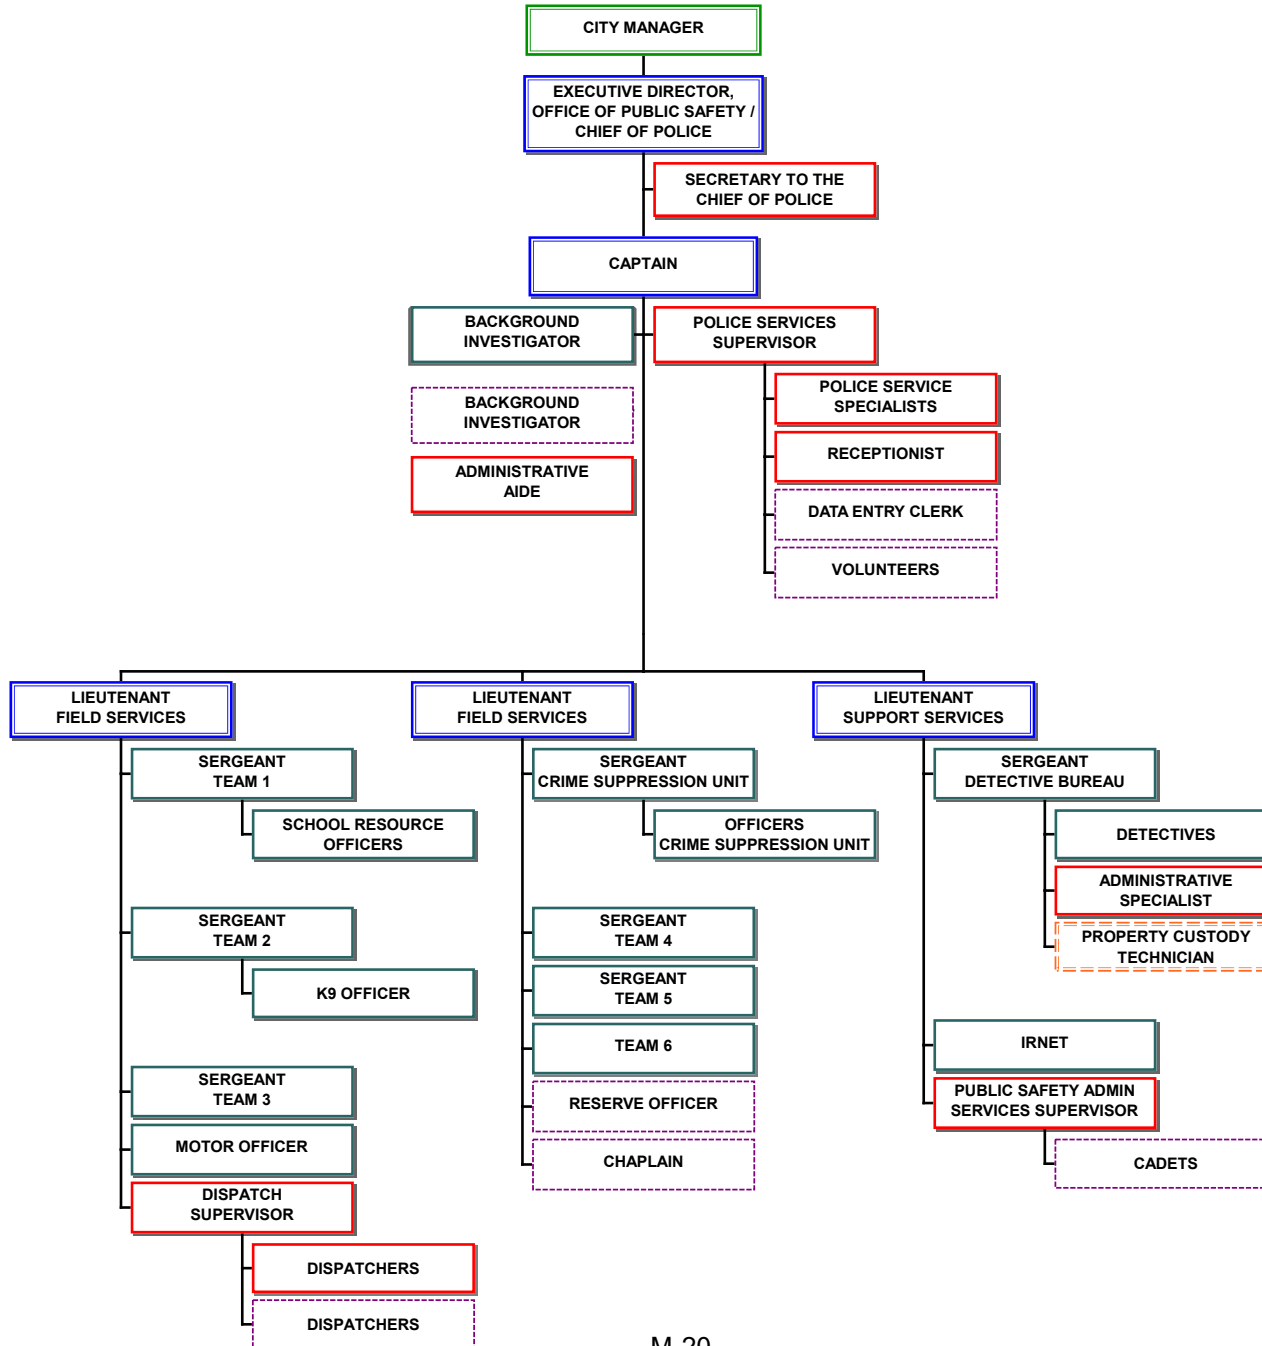 CITY MANAGER
EXECUTIVE DIRECTOR,
OFFICE OF PUBLIC SAFETY /
CHIEF OF POLICE
SECRETARY TO THE
CHIEF OF POLICE
CAPTAIN
BACKGROUND
INVESTIGATOR
POLICE SERVICES
SUPERVISOR
BACKGROUND
INVESTIGATOR
ADMINISTRATIVE
AIDE
POLICE SERVICE
SPECIALISTS
RECEPTIONIST
DATA ENTRY CLERK
VOLUNTEERS
LIEUTENANT
FIELD SERVICES
SERGEANT
TEAM 1
SCHOOL RESOURCE
OFFICERS
SERGEANT
TEAM 2
K9 OFFICER
SERGEANT
TEAM 3
MOTOR OFFICER
DISPATCH
SUPERVISOR
DISPATCHERS
DISPATCHERS
LIEUTENANT
FIELD SERVICES
SERGEANT
CRIME SUPPRESSION UNIT
OFFICERS
CRIME SUPPRESSION UNIT
SERGEANT
TEAM 4
SERGEANT
TEAM 5
TEAM 6
RESERVE OFFICER
CHAPLAIN
LIEUTENANT
SUPPORT SERVICES
SERGEANT
DETECTIVE BUREAU
DETECTIVES
ADMINISTRATIVE
SPECIALIST
PROPERTY CUSTODY
TECHNICIAN
IRNET
PUBLIC SAFETY ADMIN
SERVICES SUPERVISOR
CADETS
M-20